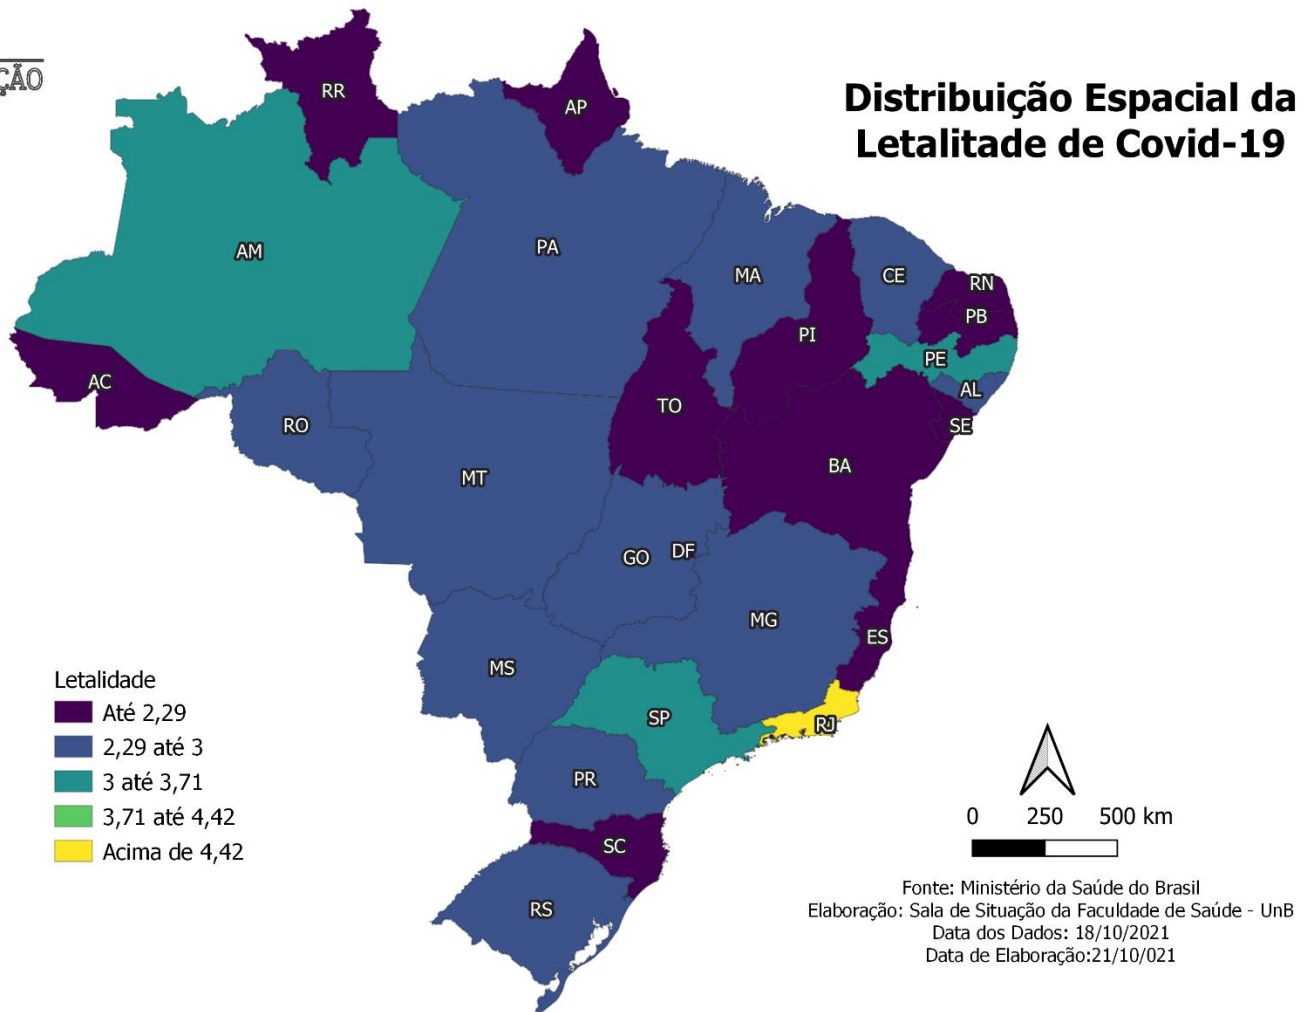 Distribuição Espacial da
Letalitade de Covid-19
RR
AP
AM
PA
MA
CE
RN
PB
PI
PE
AC
AL
TO
SE
RO
BA
MT
GO
DF
MG
ES
MS
SP
RJ
PR
SC
RS
Letalidade
Até 2,29
2,29 até 3
3 até 3,71
3,71 até 4,42
Acima de 4,42
0 250 500 km
Fonte: Ministério da Saúde do Brasil
Elaboração: Sala de Situação da Faculdade de Saúde - UnB
Data dos Dados: 18/10/2021
Data de Elaboração:21/10/021